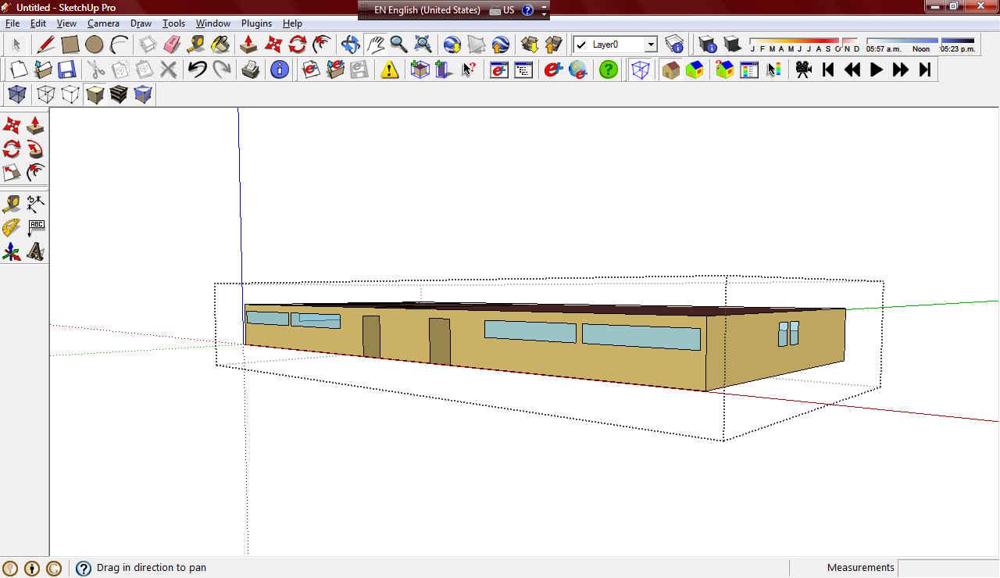 Untitled - SketchUp Pro
EN English (United States) US ?
File Edit View Camera Draw Tools Window Plugins Help
Layer0
J F M A M J J A S O N D 05:57 a.m. Noon 05:23 p.m.
ABC
Drag in direction to pan
Measurements